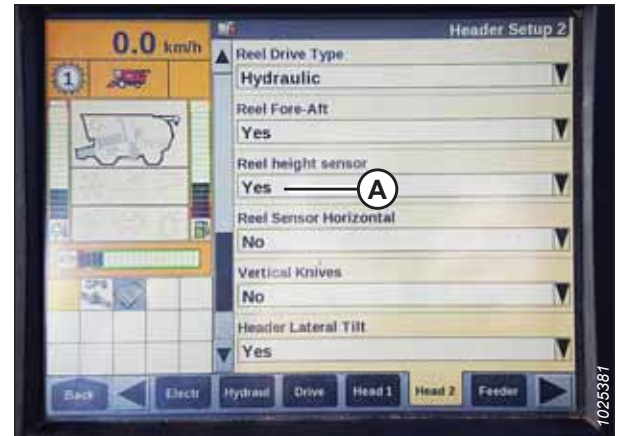 0.0 km/h
Header Setup 2
1
Reel Drive Type
Hydraulic
Reel Fore-Aft
Yes
Reel height sensor
Yes
A
Reel Sensor Horizontal
No
Vertical Knives
No
Header Lateral Tilt
Yes
GPS
Back Electr Hydraul Drive Head 1 Head 2 Feeder
1025381